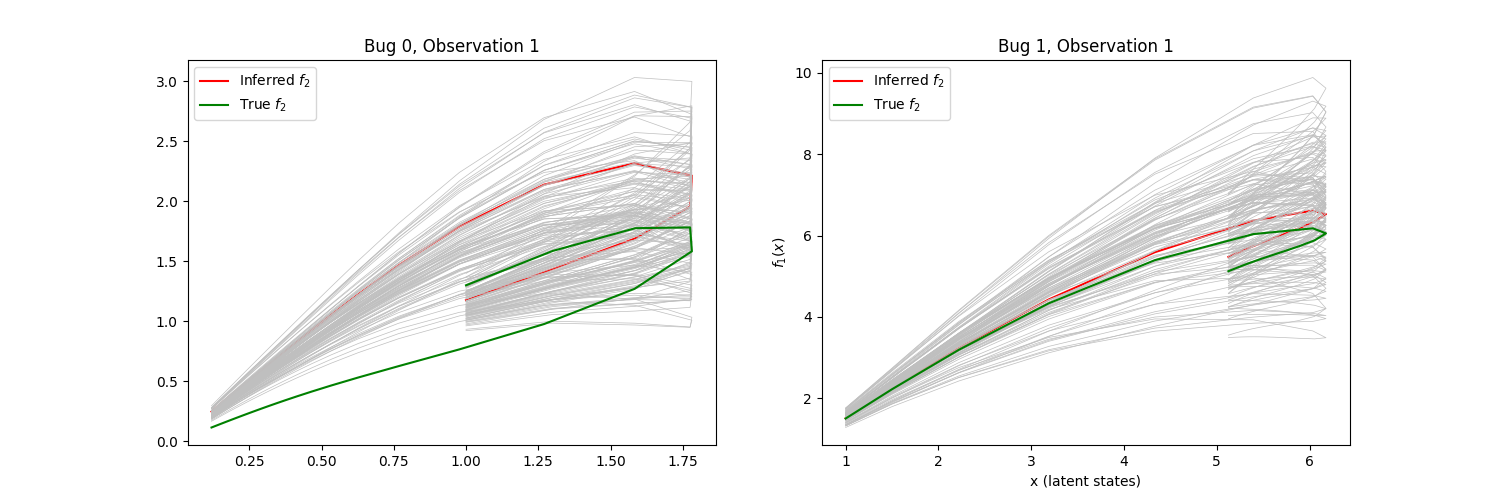 Bug 0, Observation 1
Inferred f₂
True f₂
3.0
2.5
2.0
1.5
1.0
0.5
0.0
0.25 0.50 0.75 1.00 1.25 1.50 1.75
Bug 1, Observation 1
Inferred f₂
True f₂
f₁(x)
10
8
6
4
2
1 2 3 4 5 6
x (latent states)